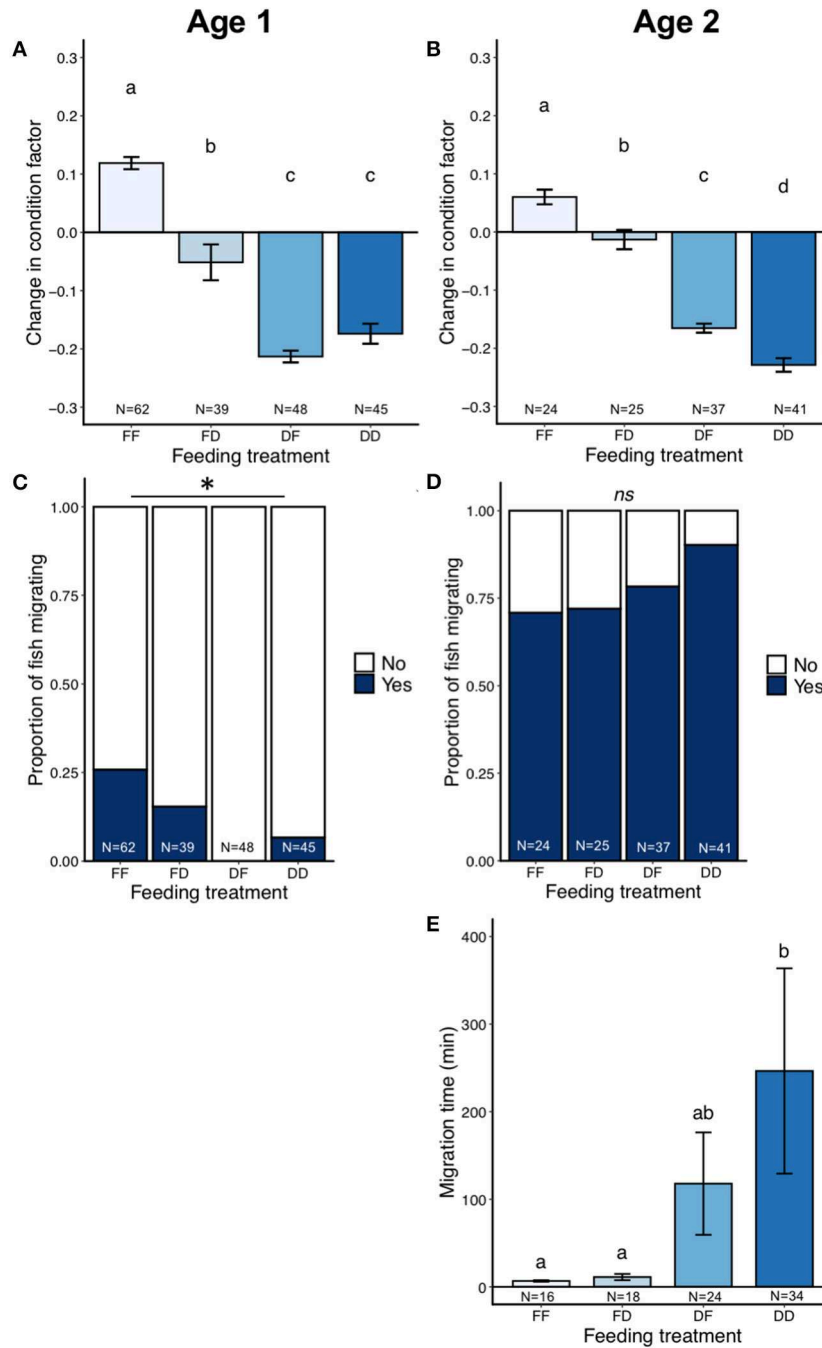 Age 1
Age 2
A
Change in condition factor
0.3
0.2
0.1
0.0
−0.1
−0.2
−0.3
a
b
c
c
N=62
N=39
N=48
N=45
FF
FD
DF
DD
Feeding treatment
B
Change in condition factor
0.3
0.2
0.1
0.0
−0.1
−0.2
−0.3
a
b
c
d
N=24
N=25
N=37
N=41
FF
FD
DF
DD
Feeding treatment
C
Proportion of fish migrating
1.00
0.75
0.50
0.25
0.00
*
N=62
N=39
N=48
N=45
FF
FD
DF
DD
Feeding treatment
No
Yes
D
Proportion of fish migrating
1.00
0.75
0.50
0.25
0.00
ns
N=24
N=25
N=37
N=41
FF
FD
DF
DD
Feeding treatment
No
Yes
E
Migration time (min)
400
300
200
100
0
a
a
ab
b
N=16
N=18
N=24
N=34
FF
FD
DF
DD
Feeding treatment